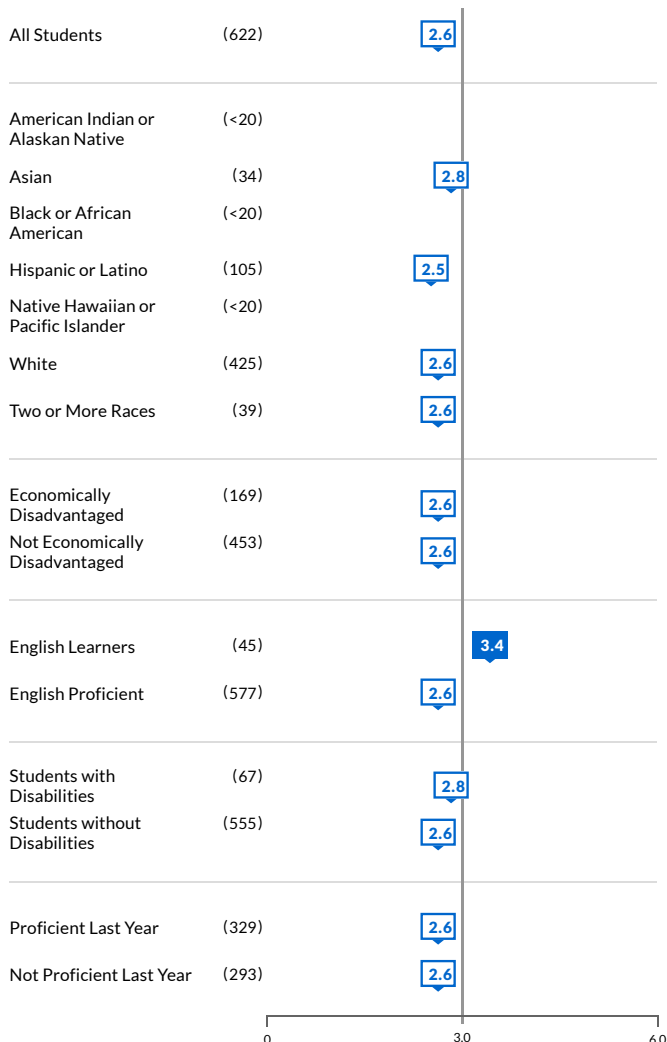 All Students (622) 2.6
American Indian or (<20)
Alaskan Native
Asian (34) 2.8
Black or African (<20)
American
Hispanic or Latino (105) 2.5
Native Hawaiian or (<20)
Pacific Islander
White (425) 2.6
Two or More Races (39) 2.6
Economically (169) 2.6
Disadvantaged
Not Economically (453) 2.6
Disadvantaged
English Learners (45) 3.4
English Proficient (577) 2.6
Students with (67) 2.8
Disabilities
Students without (555) 2.6
Disabilities
Proficient Last Year (329) 2.6
Not Proficient Last Year (293) 2.6
0 3.0 6.0